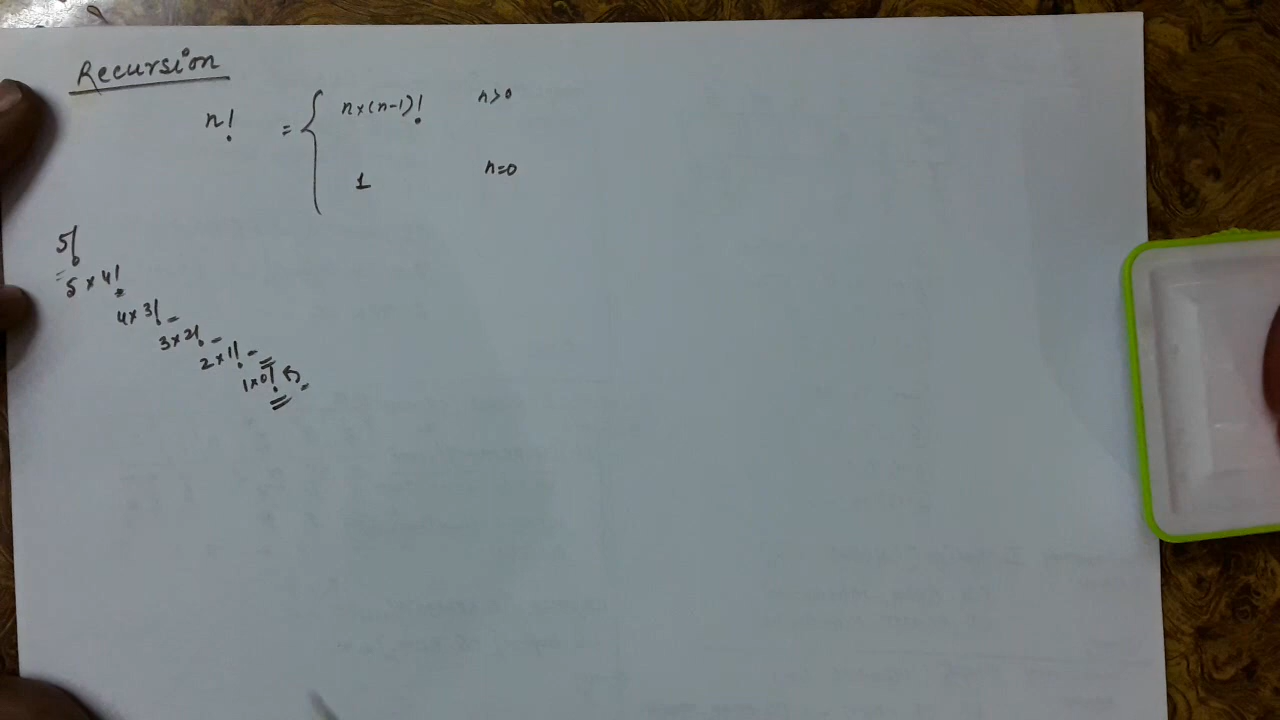 Recursion
n! = { n×(n-1)! n>0
1 n=0
5!
= 5 × 4!
4×3!
3×2!
2×1!
1×0!